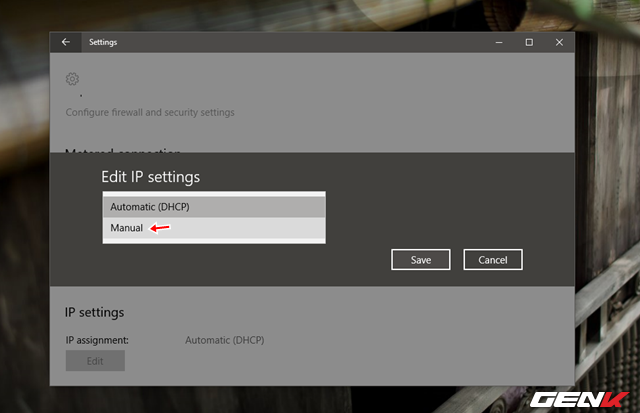 Settings
Configure firewall and security settings
Metered connection
Edit IP settings
Automatic (DHCP)
Manual
Save
Cancel
IP settings
IP assignment:
Automatic (DHCP)
Edit
GENK